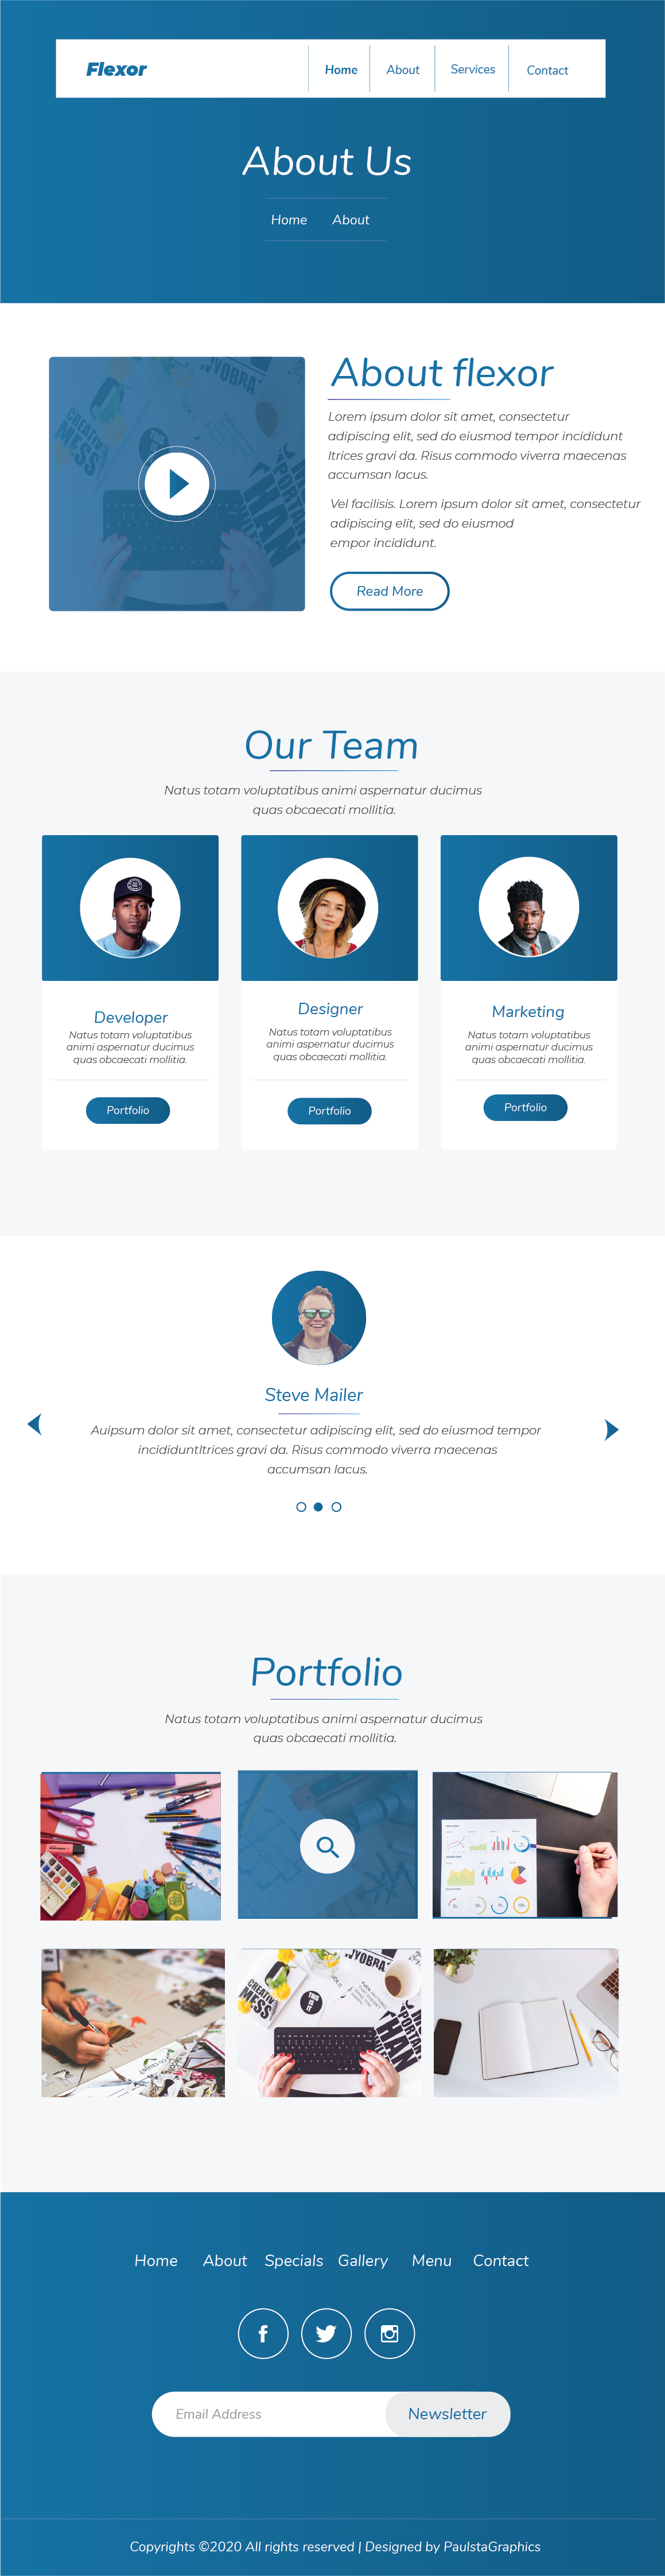 Flexor
Home
About
Services
Contact
About Us
Home About
About flexor
Lorem ipsum dolor sit amet, consectetur
adipiscing elit, sed do eiusmod tempor incididunt
ltrices gravi da. Risus commodo viverra maecenas
accumsan lacus.
Vel facilisis. Lorem ipsum dolor sit amet, consectetur
adipiscing elit, sed do eiusmod
empor incididunt.
Read More
Our Team
Natus totam voluptatibus animi aspernatur ducimus
quas obcaecati mollitia.
Developer
Natus totam voluptatibus
animi aspernatur ducimus
quas obcaecati mollitia.
Portfolio
Designer
Natus totam voluptatibus
animi aspernatur ducimus
quas obcaecati mollitia.
Portfolio
Marketing
Natus totam voluptatibus
animi aspernatur ducimus
quas obcaecati mollitia.
Portfolio
Steve Mailer
Auipsum dolor sit amet, consectetur adipiscing elit, sed do eiusmod tempor
incididuntltrices gravi da. Risus commodo viverra maecenas
accumsan lacus.
Portfolio
Natus totam voluptatibus animi aspernatur ducimus
quas obcaecati mollitia.
CREATIV
MESS
THIS
IS IT
Home About Specials Gallery Menu Contact
Email Address
Newsletter
Copyrights ©2020 All rights reserved | Designed by PaulstaGraphics